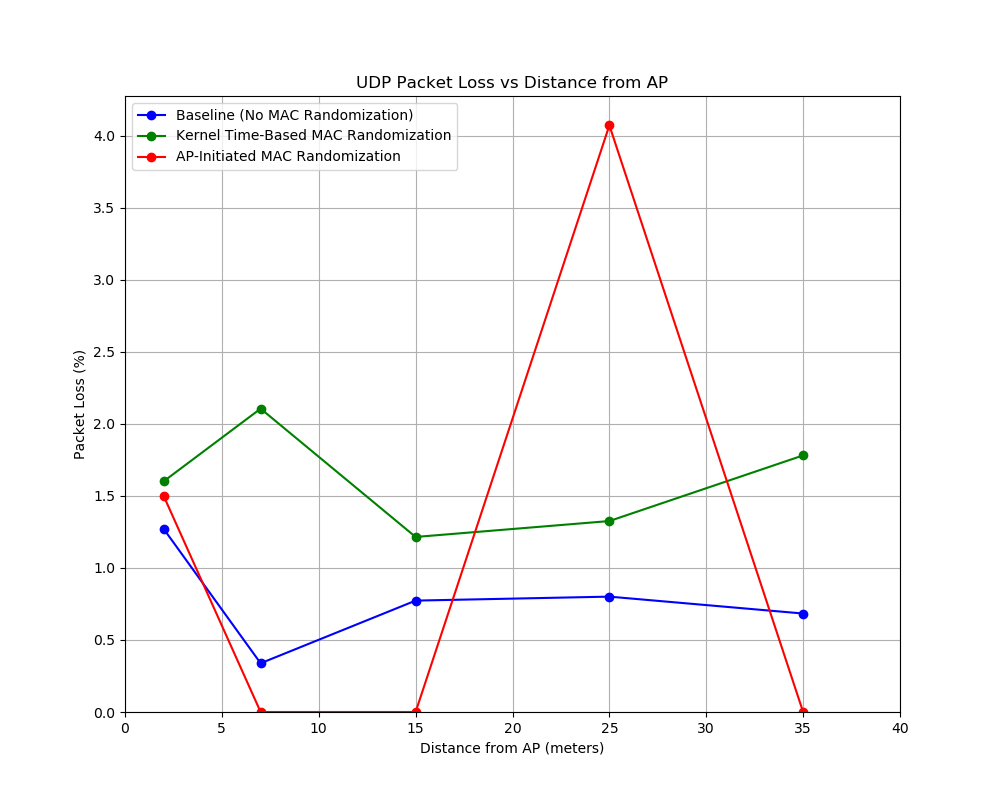 UDP Packet Loss vs Distance from AP
Baseline (No MAC Randomization)
Kernel Time-Based MAC Randomization
AP-Initiated MAC Randomization
4.0
3.5
3.0
2.5
2.0
1.5
1.0
0.5
0.0
Packet Loss (%)
0 5 10 15 20 25 30 35 40
Distance from AP (meters)